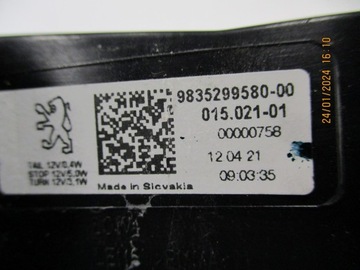 9835299580-00
015.021-01
00000758
12 04 21
09:03:35
TAIL 12V/0.4W
STOP 12V/5.0W
TURN 12V/3.1W
Made in Slovakia
24/01/2024 16:10